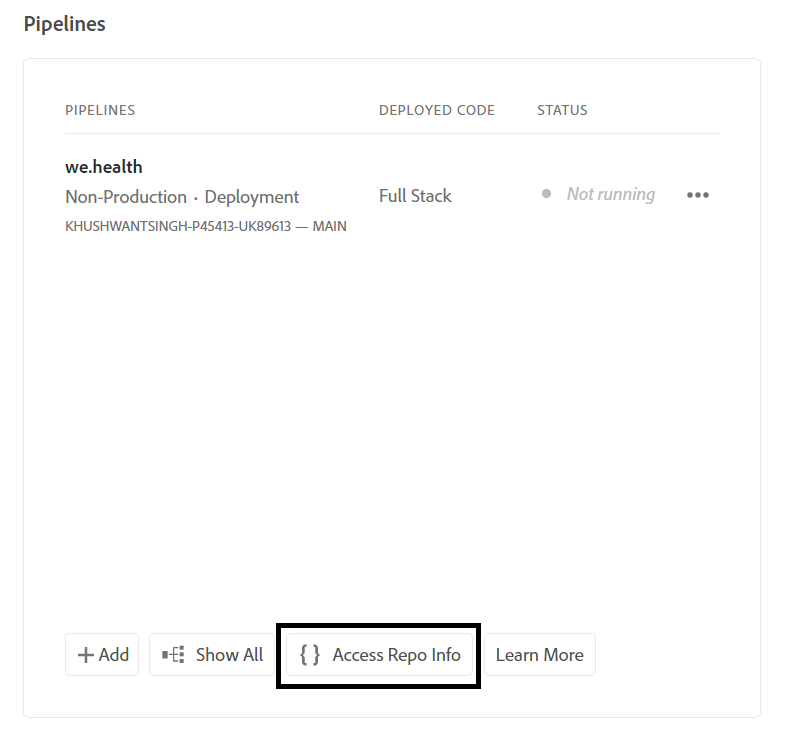 Pipelines
PIPELINES DEPLOYED CODE STATUS
we.health
Non-Production · Deployment Full Stack Not running
KHUSHWANTSINGH-P45413-UK89613 — MAIN
Add Show All { } Access Repo Info Learn More